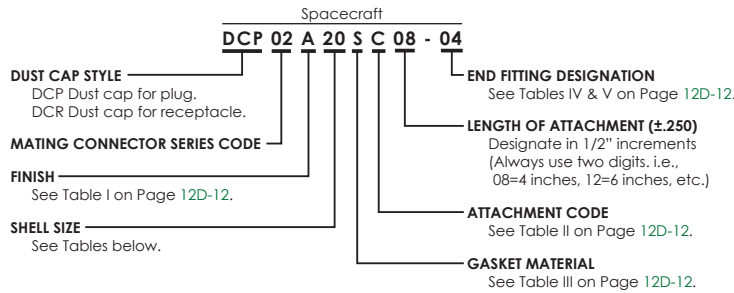 Spacecraft
DCP 02 A 20 S C 08 - 04
DUST CAP STYLE
DCP Dust cap for plug.
DCR Dust cap for receptacle.
MATING CONNECTOR SERIES CODE
FINISH
See Table I on Page 12D-12.
SHELL SIZE
See Tables below.
END FITTING DESIGNATION
See Tables IV & V on Page 12D-12.
LENGTH OF ATTACHMENT (±.250)
Designate in 1/2" increments
(Always use two digits. i.e.,
08=4 inches, 12=6 inches, etc.)
ATTACHMENT CODE
See Table II on Page 12D-12.
GASKET MATERIAL
See Table III on Page 12D-12.